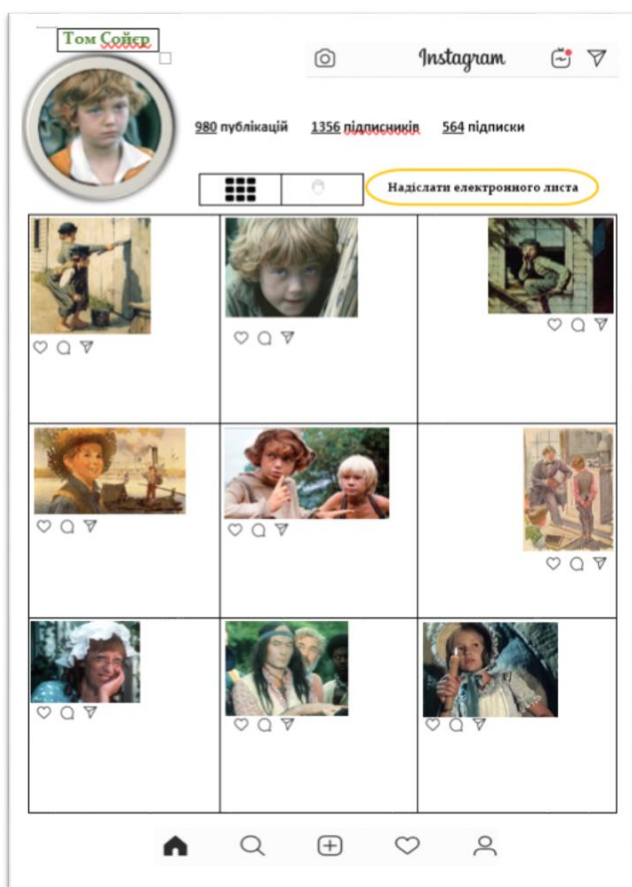 Том Сойєр
Instagram
980 публікацій 1356 підписників 564 підписки
Надіслати електронного листа